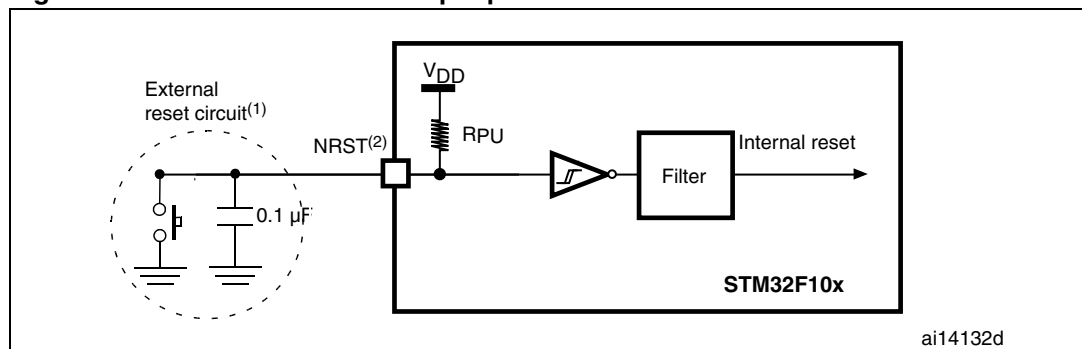 External
reset circuit(1)
NRST(2)
VDD
RPU
Internal reset
Filter
0.1 µF
STM32F10x
ai14132d